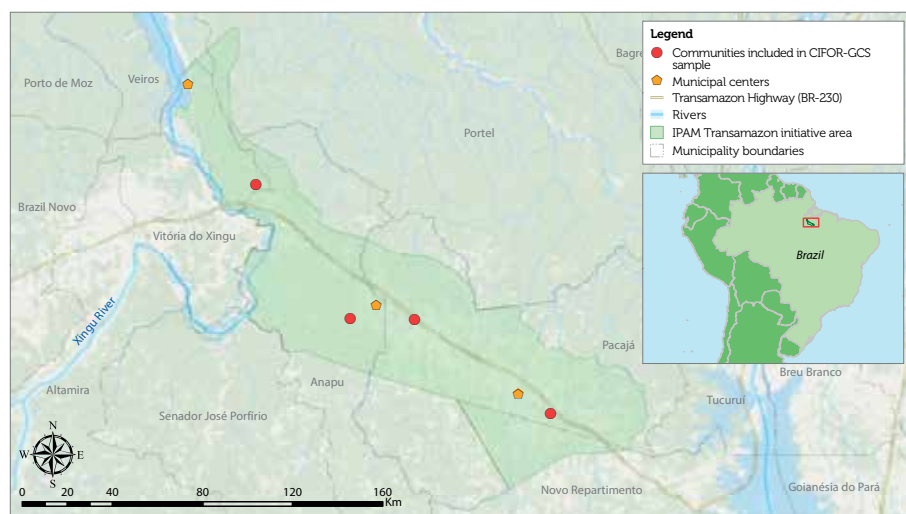 Legend
Communities included in CIFOR-GCS
sample
Municipal centers
Transamazon Highway (BR-230)
Rivers
IPAM Transamazon initiative area
Municipality boundaries
Bagre
Porto de Moz
Veiros
Portel
Brazil Novo
Vitória do Xingu
Brazil
Xingu River
Pacajá
Breu Branco
Anapu
Altamira
Tucuruí
Senador José Porfírio
N
W
E
S
Novo Repartimento
Goianésia do Pará
0 20 40 80 120 160
Km